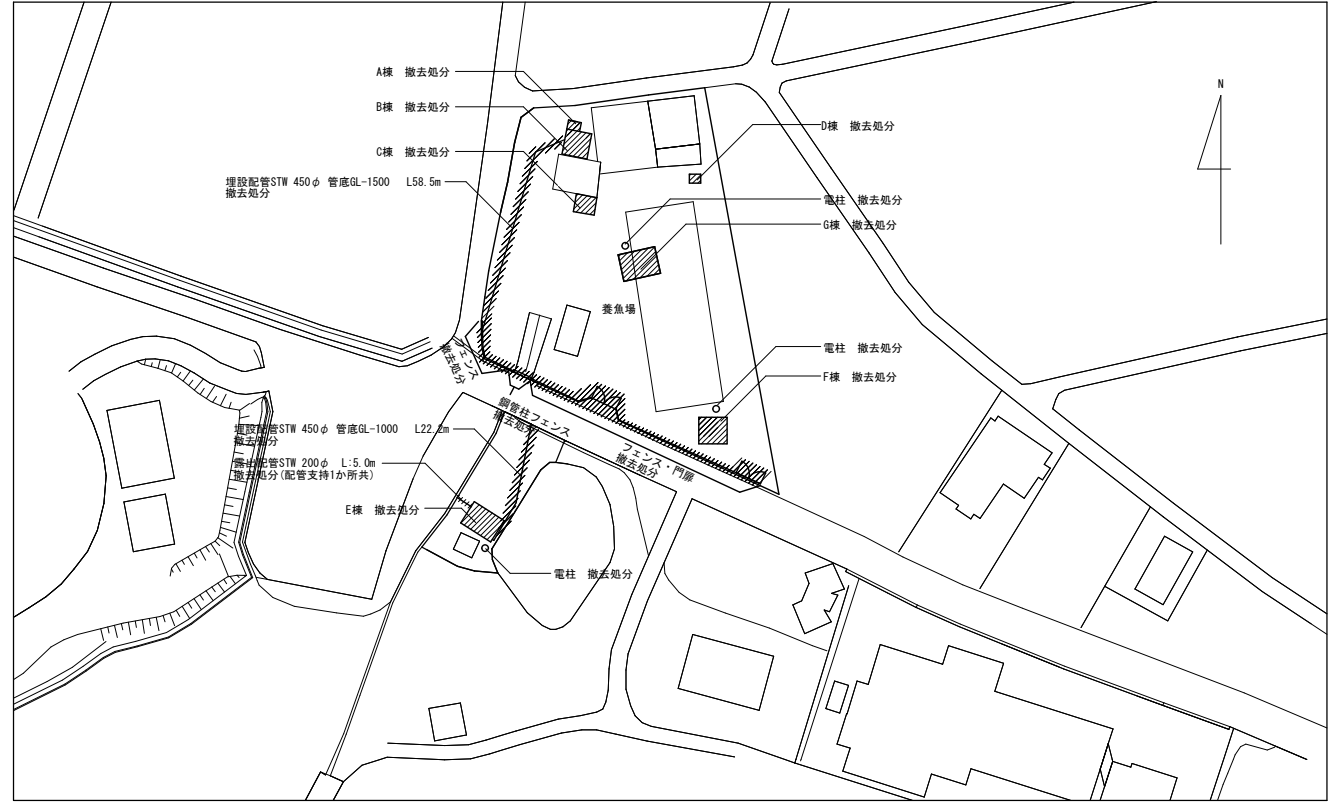 A棟 撤去処分
B棟 撤去処分
C棟 撤去処分
埋設配管STW 450φ 管底GL-1500 L58.5m
撤去処分
N
D棟 撤去処分
電柱 撤去処分
G棟 撤去処分
養魚場
フェンス
撤去処分
電柱 撤去処分
F棟 撤去処分
鋼管柱フェンス
撤去処分
フェンス・門扉
撤去処分
埋設配管STW 450φ 管底GL-1000 L22.2m
撤去処分
露出配管STW 200φ L:5.0m
撤去処分(配管支持1か所共)
E棟 撤去処分
電柱 撤去処分